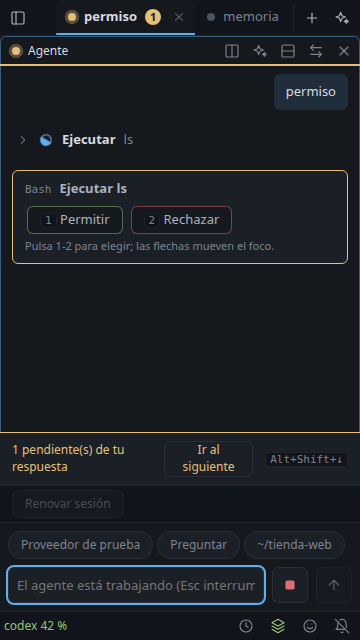 permiso 1 memoria
Agente
permiso
Ejecutar ls
Bash Ejecutar ls
1 Permitir 2 Rechazar
Pulsa 1-2 para elegir; las flechas mueven el foco.
1 pendiente(s) de tu
respuesta
Ir al
siguiente
Alt+Shift+↓
Renovar sesión
Proveedor de prueba Preguntar ~/tienda-web
El agente está trabajando (Esc interrum
codex 42 %